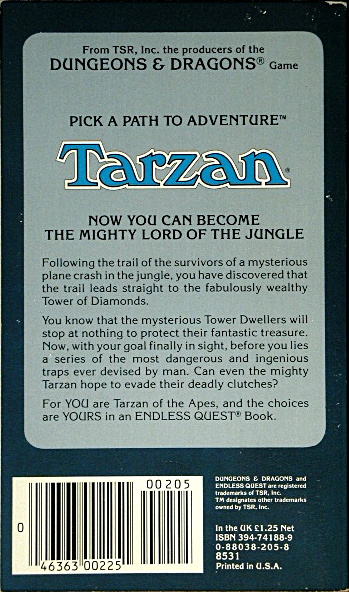 From TSR, Inc. the producers of the
DUNGEONS & DRAGONS® Game
PICK A PATH TO ADVENTURE™
Tarzan®
NOW YOU CAN BECOME
THE MIGHTY LORD OF THE JUNGLE
Following the trail of the survivors of a mysterious
plane crash in the jungle, you have discovered that
the trail leads straight to the fabulously wealthy
Tower of Diamonds.
You know that the mysterious Tower Dwellers will
stop at nothing to protect their fantastic treasure.
Now, with your goal finally in sight, before you lies
a series of the most dangerous and ingenious
traps ever devised by man. Can even the mighty
Tarzan hope to evade their deadly clutches?
For YOU are Tarzan of the Apes, and the choices
are YOURS in an ENDLESS QUEST® Book.
00205
0
46363 00225
DUNGEONS & DRAGONS and
ENDLESS QUEST are registered
trademarks of TSR, Inc.
TM designates other trademarks
owned by TSR, Inc.
In the UK £1.25 Net
ISBN 394-74188-9
0-88038-205-8
8531
Printed in U.S.A.